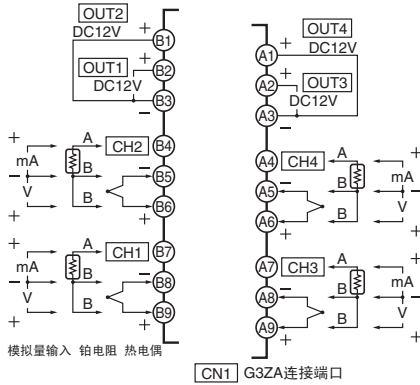 OUT2
DC12V
+
B1
OUT1
+
B2
DC12V
B3
−
+
mA
−
V
+
A
B
B
CH2
B4
−
B5
B6
+
+
mA
−
V
+
A
B
B
CH1
B7
−
B8
B9
+
模拟量输入 铂电阻 热电偶
OUT4
+
DC12V
A1
+
OUT3
A2
DC12V
A3
−
A4
CH4
A
+
−
A5
B
mA
−
A6
B
V
+
+
A7
CH3
A
+
−
A8
B
mA
−
A9
B
V
+
+
CN1 G3ZA连接端口